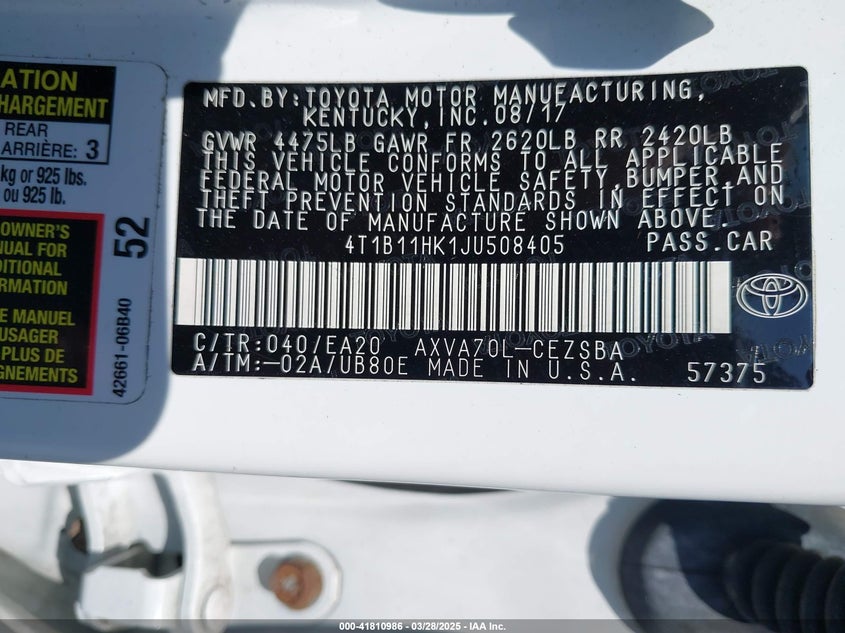 ATION
HARGEMENT
REAR
ARRIÈRE: 3
kg or 925 lbs.
ou 925 lb.
OWNER'S
NUAL FOR
DITIONAL
ORMATION
E MANUEL
USAGER
PLUS DE
GNEMENTS
52
42661-06B40
MFD.BY:TOYOTA MOTOR MANUFACTURING,
KENTUCKY,INC.08/17
GVWR 4475LB GAWR FR 2620LB RR 2420LB
THIS VEHICLE CONFORMS TO ALL APPLICABLE
FEDERAL MOTOR VEHICLE SAFETY,BUMPER,AND
THEFT PREVENTION STANDARDS IN EFFECT ON
THE DATE OF MANUFACTURE SHOWN ABOVE.
4T1B11HK1JU508405 PASS.CAR
C/TR:040/EA20 AXVA70L-CEZSBA
A/TM:-02A/UB80E MADE IN U.S.A. 57375
000-41810986 | 03/28/2025 - IAA Inc.